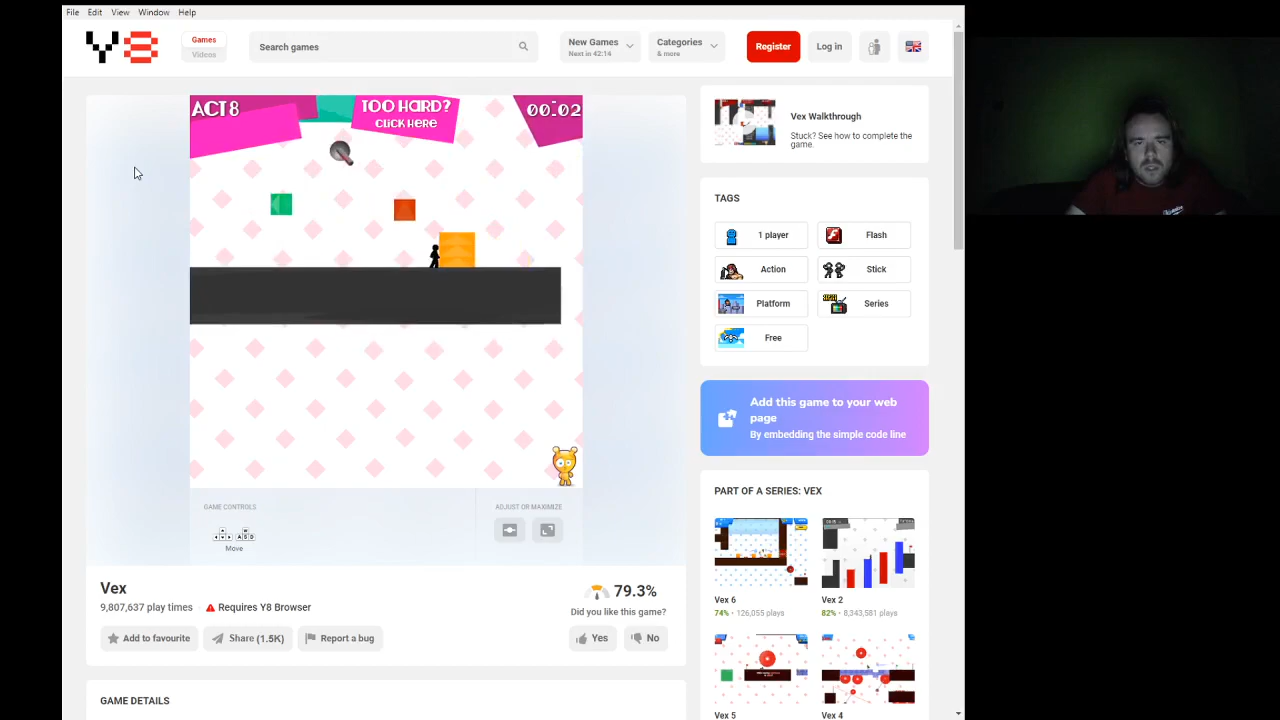 File Edit View Window Help
Y8
Games
Videos
Search games
New Games
Next in 42:14
Categories
& more
Register
Log in
ACT 8
TOO HARD?
CLICK HERE
00:02
GAME CONTROLS
Move
ADJUST OR MAXIMIZE
Vex
9,807,637 play times
Requires Y8 Browser
79.3%
Did you like this game?
Add to favourite
Share (1.5K)
Report a bug
Yes
No
GAME DETAILS
Vex Walkthrough
Stuck? See how to complete the
game.
TAGS
1 player
Flash
Action
Stick
Platform
Series
Free
Add this game to your web
page
By embedding the simple code line
PART OF A SERIES: VEX
Vex 6
74% • 126,055 plays
Vex 2
82% • 8,343,581 plays
Vex 5
Vex 4